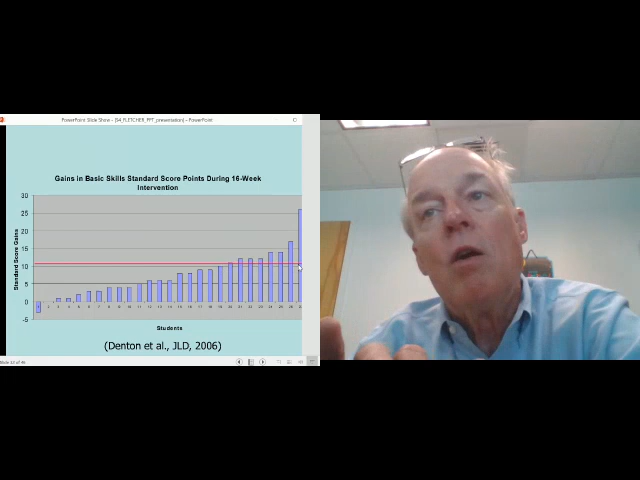 PowerPoint Slide Show - [S4_FLETCHER_PPT_presentation] - PowerPoint
Gains in Basic Skills Standard Score Points During 16-Week
Intervention
30
25
20
15
10
5
0
-5
Standard Score Gains
Students
(Denton et al., JLD, 2006)